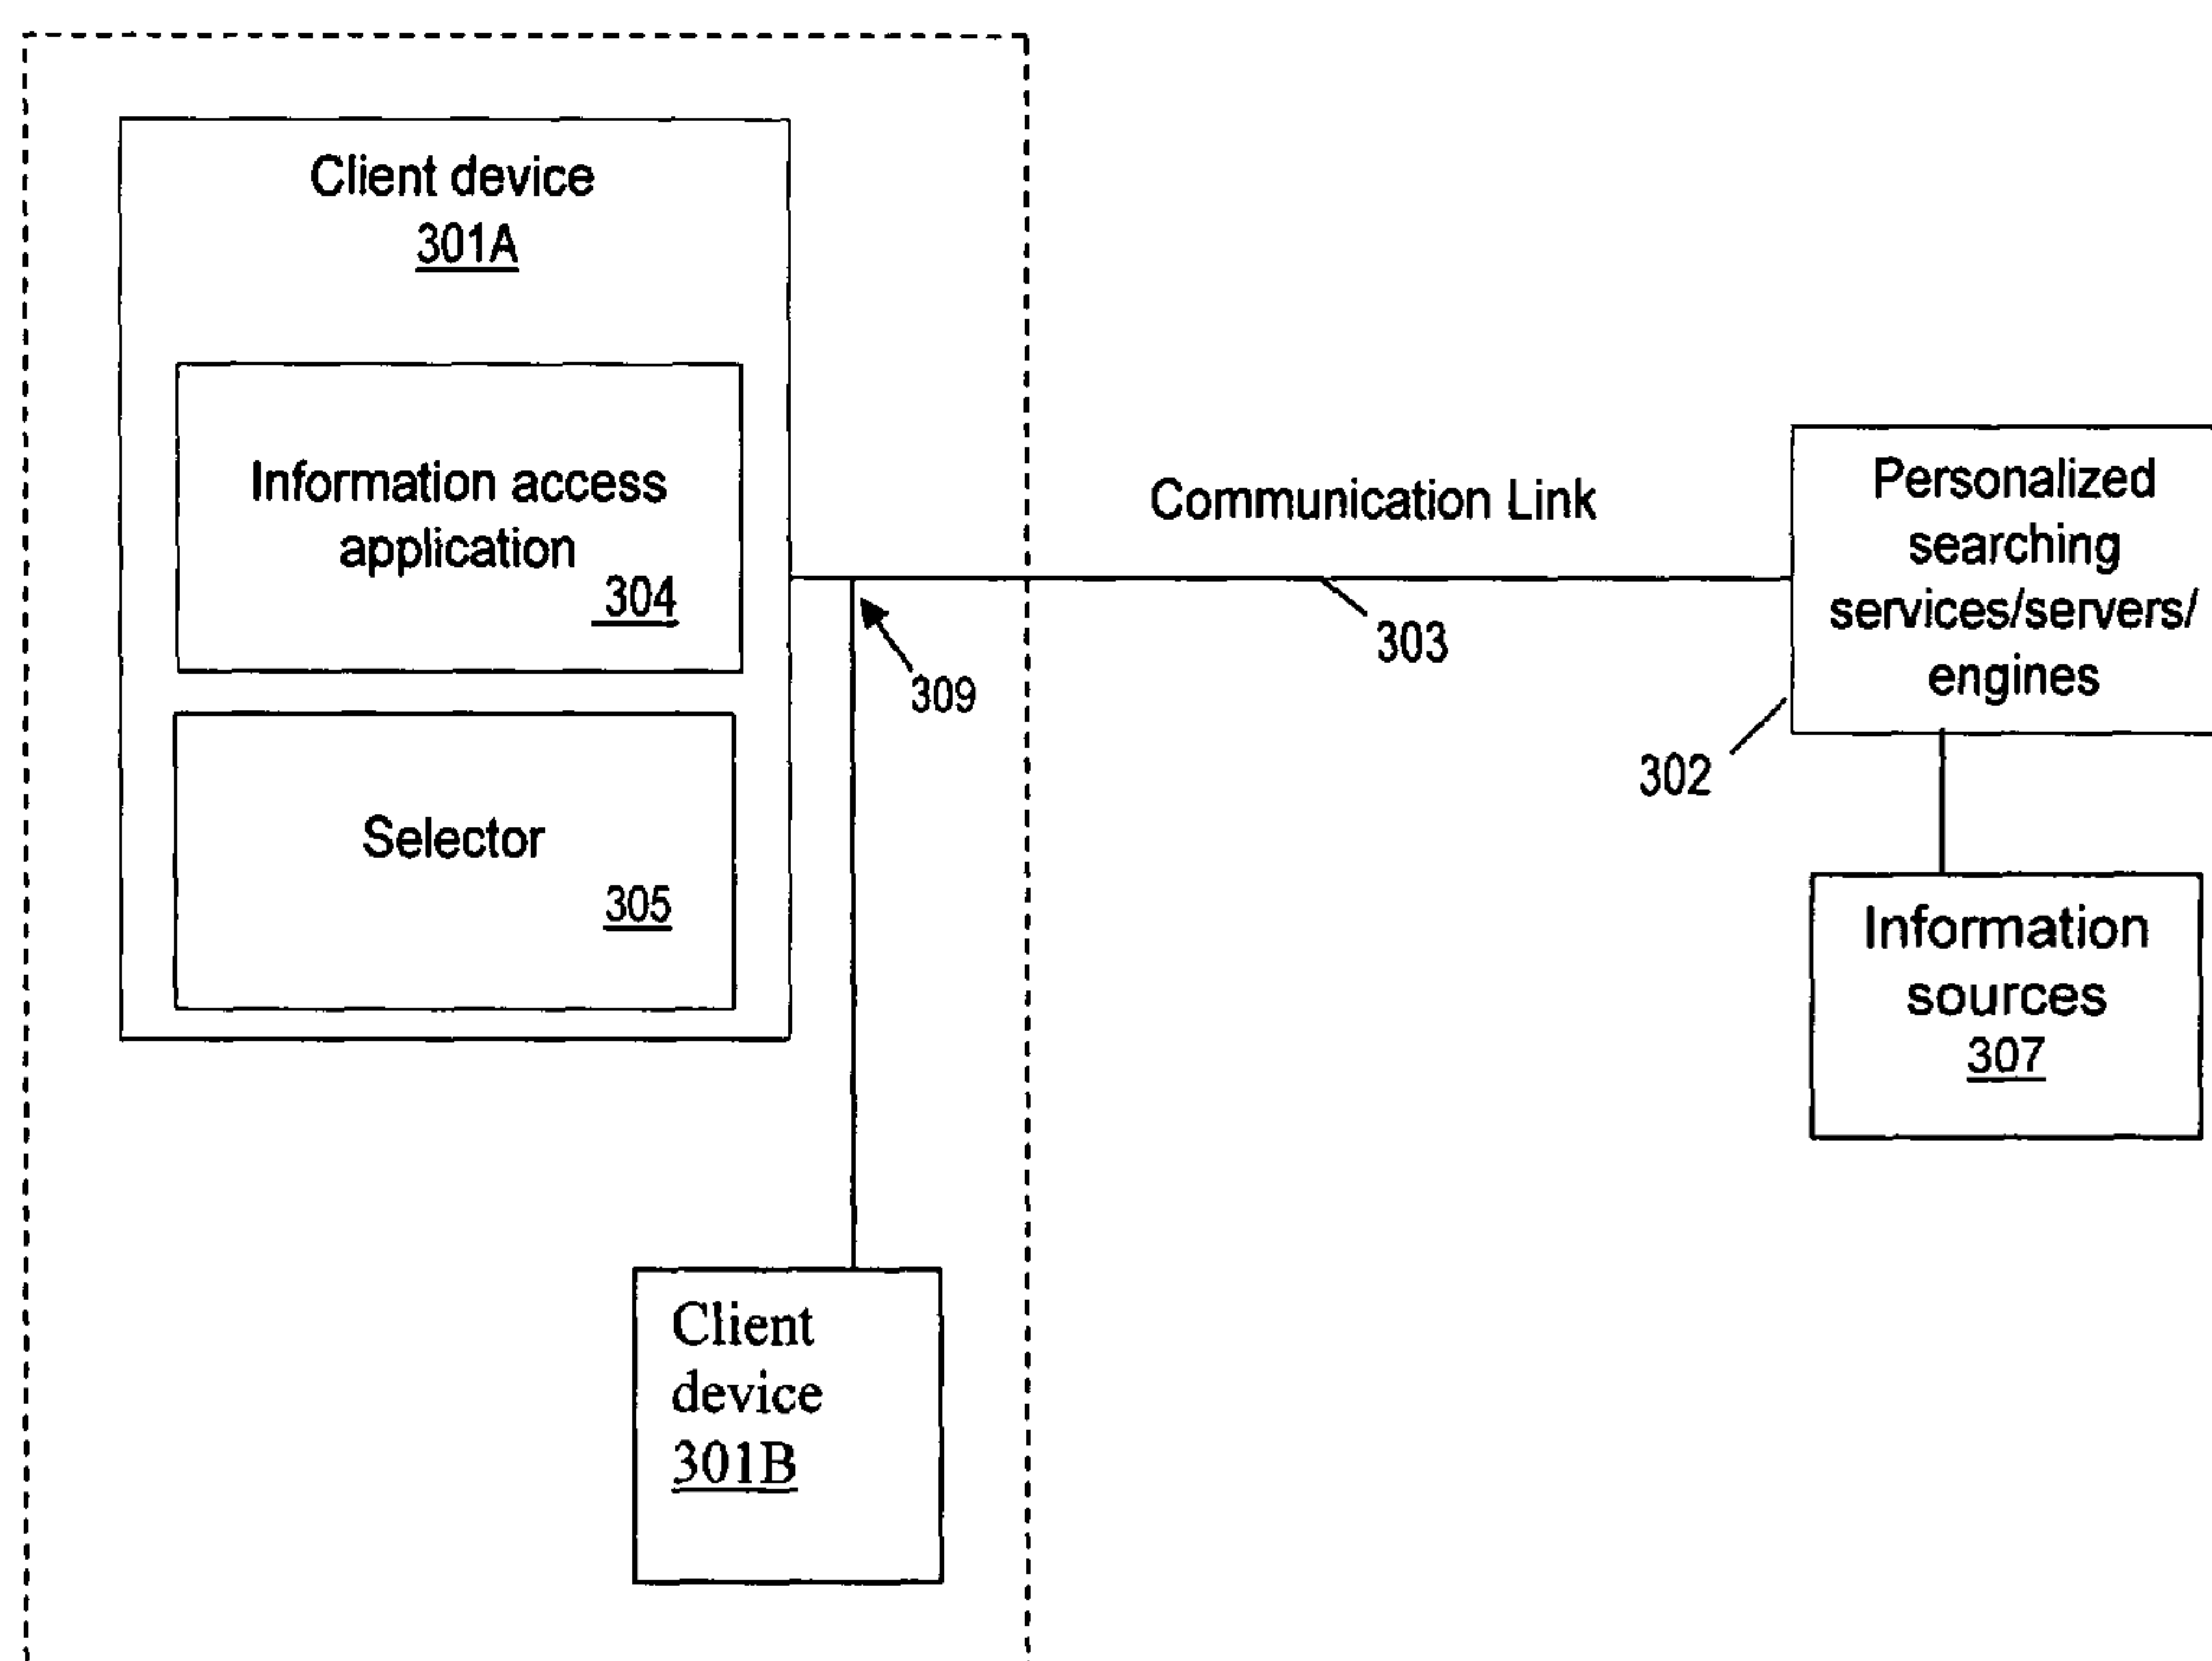 Client device
301A
Information access
application
304
Selector
305
309
Communication Link
303
Personalized
searching
services/servers/
engines
302
Information
sources
307
Client
device
301B